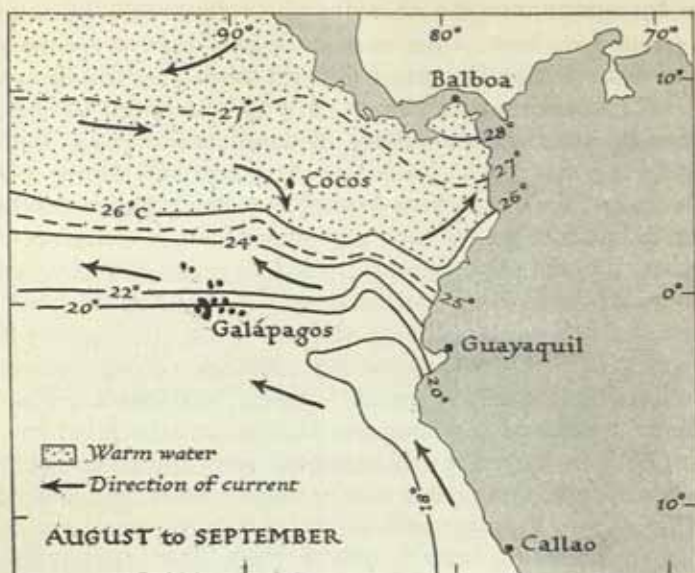 90°
80°
70°
Balboa
10°
27°
28°
Cocos
27°
26°C
26°
24°
22°
25°
0°
20°
Galápagos
Guayaquil
20°
Warm water
Direction of current
18°
10°
AUGUST to SEPTEMBER
Callao